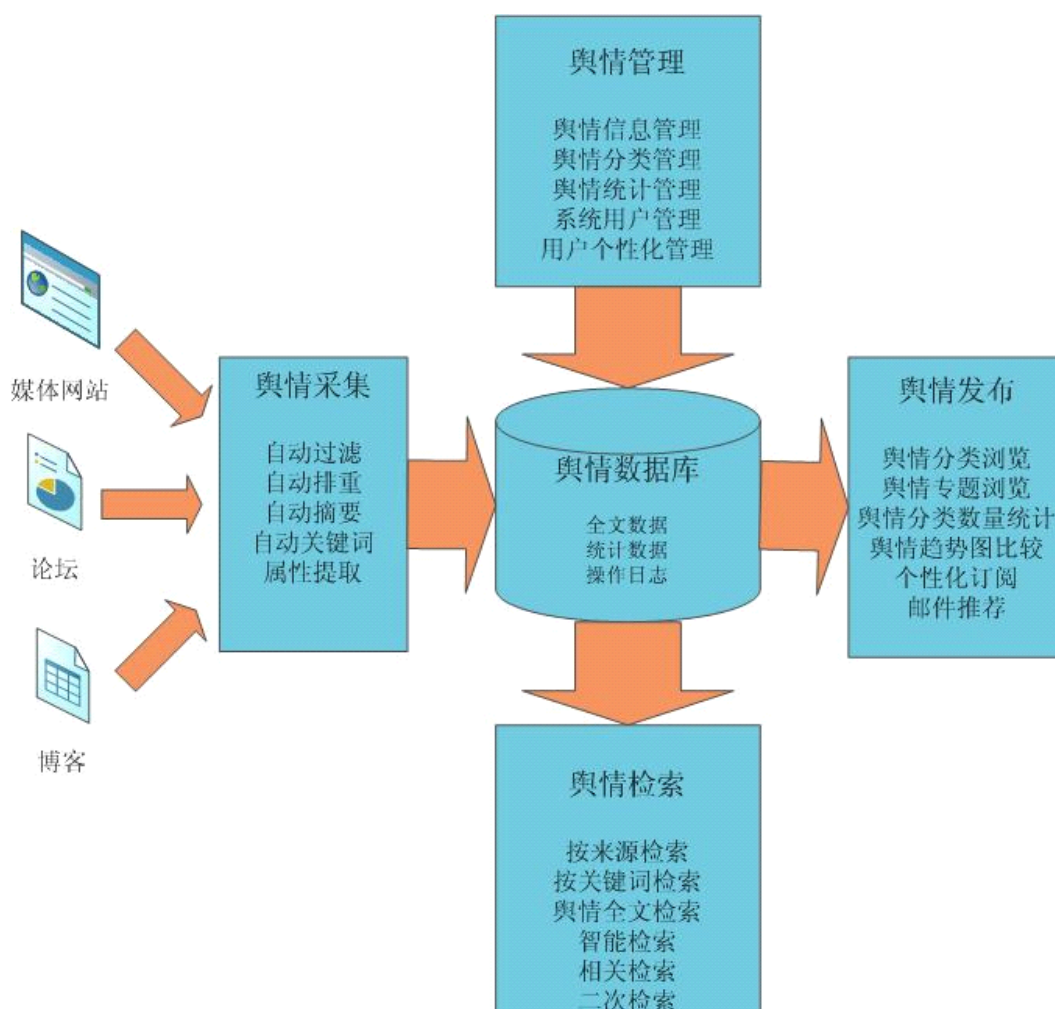 舆情管理
舆情信息管理
舆情分类管理
舆情统计管理
系统用户管理
用户个性化管理
媒体网站
论坛
博客
舆情采集
自动过滤
自动排重
自动摘要
自动关键词
属性提取
舆情数据库
全文数据
统计数据
操作日志
舆情发布
舆情分类浏览
舆情专题浏览
舆情分类数量统计
舆情趋势图比较
个性化订阅
邮件推荐
舆情检索
按来源检索
按关键词检索
舆情全文检索
智能检索
相关检索
二次检索